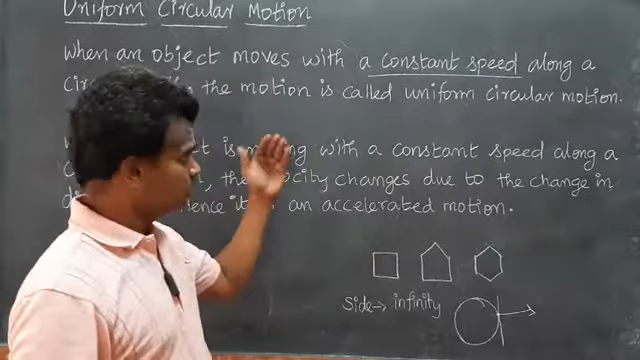 Uniform Circular Motion
When an object moves with a constant speed along a
the motion is called uniform circular motion.
is moving with a constant speed along a
the velocity changes due to the change in
Hence it is an accelerated motion.
Side → infinity